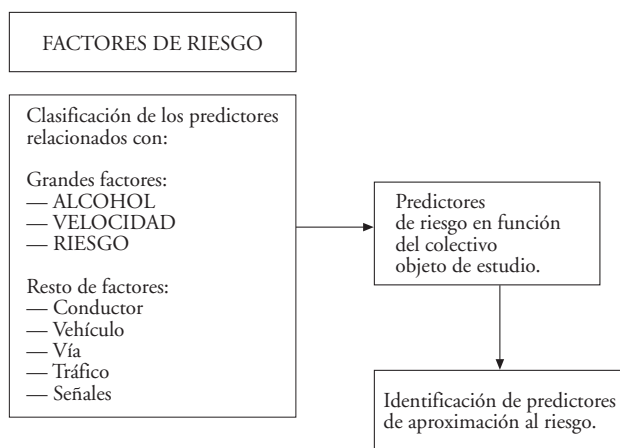 FACTORES DE RIESGO
Clasificación de los predictores
relacionados con:
Grandes factores:
— ALCOHOL
— VELOCIDAD
— RIESGO
Resto de factores:
— Conductor
— Vehículo
— Vía
— Tráfico
— Señales
Predictores
de riesgo en función
del colectivo
objeto de estudio.
Identificación de predictores
de aproximación al riesgo.